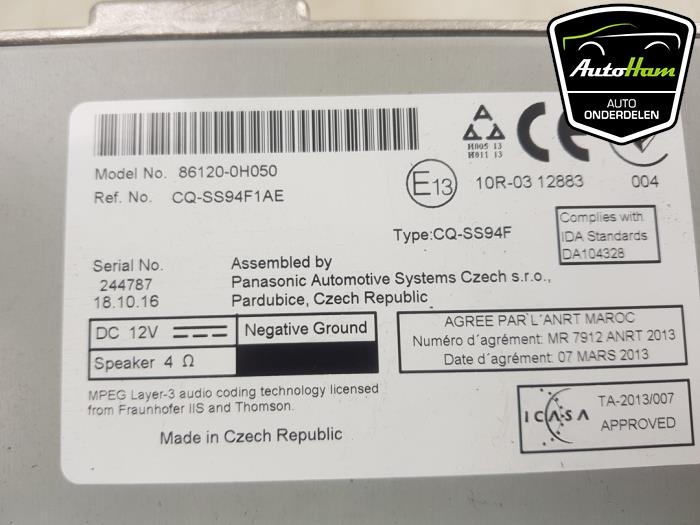 AutoHam
AUTO
ONDERDELEN
Model No. 86120-0H050
Ref. No. CQ-SS94F1AE
H005 13
H011 13
CE
E13
10R-03 12883
004
Type:CQ-SS94F
Complies with
IDA Standards
DA104328
Serial No.
244787
18.10.16
Assembled by
Panasonic Automotive Systems Czech s.r.o.,
Pardubice, Czech Republic
DC 12V
Negative Ground
Speaker 4 Ω
AGREE PAR L´ANRT MAROC
Numéro d´agrément: MR 7912 ANRT 2013
Date d´agrément: 07 MARS 2013
MPEG Layer-3 audio coding technology licensed
from Fraunhofer IIS and Thomson.
Made in Czech Republic
ICASA
TA-2013/007
APPROVED